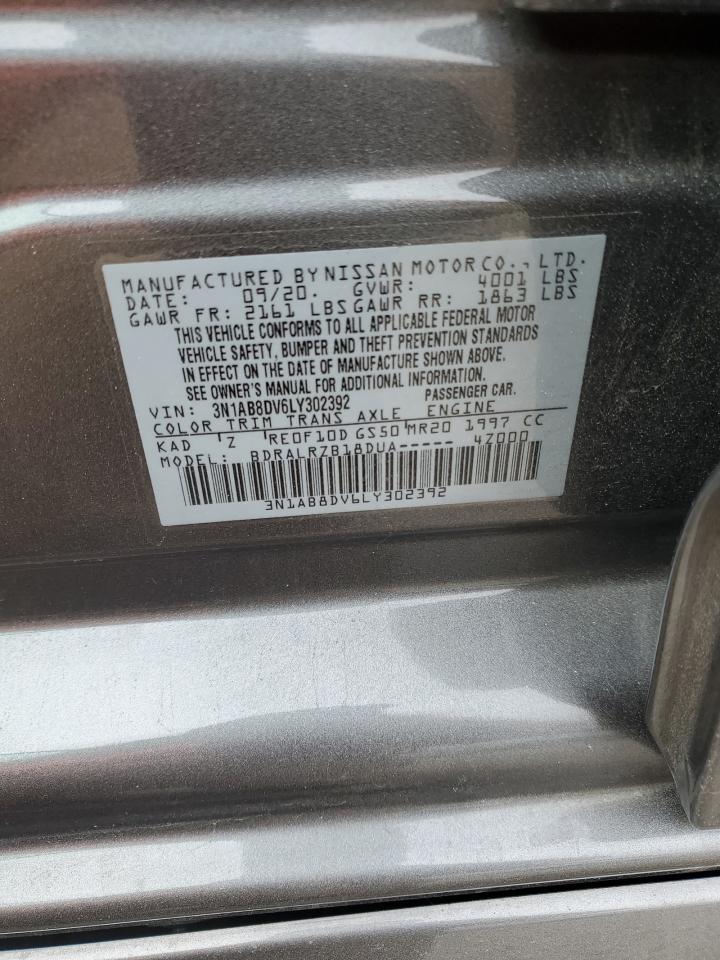 MANUFACTURED BY NISSAN MOTOR CO., LTD.
DATE: 09/20. GVWR: 4001 LBS
GAWR FR: 2161 LBS GAWR RR: 1863 LBS
THIS VEHICLE CONFORMS TO ALL APPLICABLE FEDERAL MOTOR
VEHICLE SAFETY, BUMPER AND THEFT PREVENTION STANDARDS
IN EFFECT ON THE DATE OF MANUFACTURE SHOWN ABOVE.
SEE OWNER'S MANUAL FOR ADDITIONAL INFORMATION.
VIN: 3N1AB8DV6LY302392 PASSENGER CAR.
COLOR TRIM TRANS AXLE ENGINE
KAD Z RE0F10D GS50 MR20 1997 CC
MODEL: BDRALRZB18DUA----- 4Z000
3N1AB8DV6LY302392